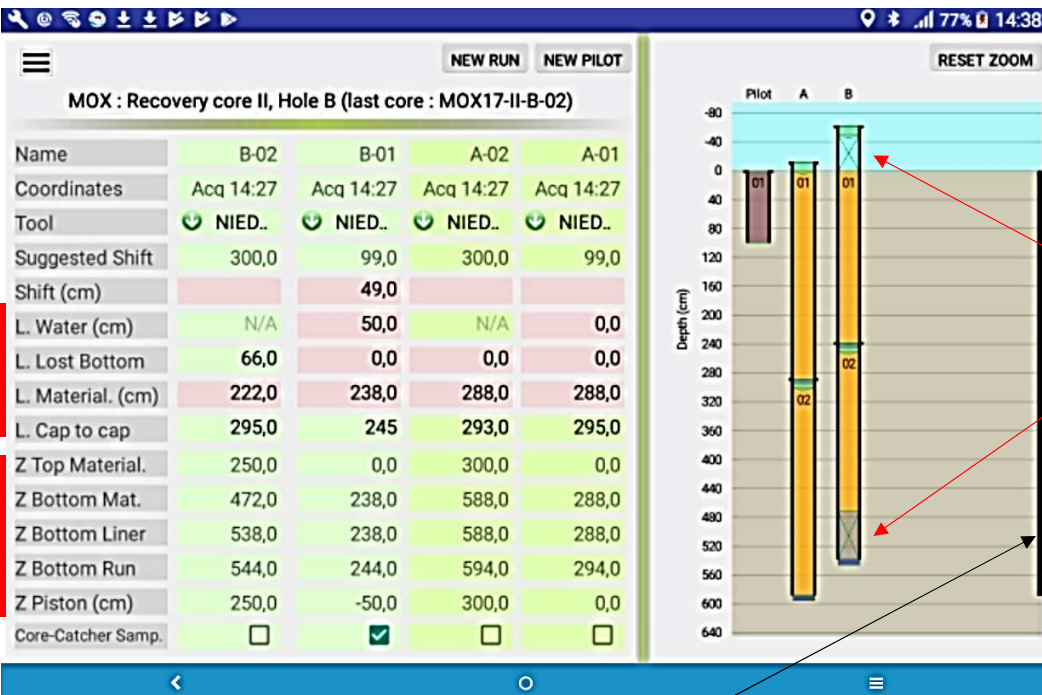 77% 14:38
NEW RUN NEW PILOT RESET ZOOM
MOX : Recovery core II, Hole B (last core : MOX17-II-B-02)
Name B-02 B-01 A-02 A-01
Coordinates Acq 14:27 Acq 14:27 Acq 14:27 Acq 14:27
Tool NIED.. NIED.. NIED.. NIED..
Suggested Shift 300,0 99,0 300,0 99,0
Shift (cm) 49,0
L. Water (cm) N/A 50,0 N/A 0,0
L. Lost Bottom 66,0 0,0 0,0 0,0
L. Material. (cm) 222,0 238,0 288,0 288,0
L. Cap to cap 295,0 245 293,0 295,0
Z Top Material. 250,0 0,0 300,0 0,0
Z Bottom Mat. 472,0 238,0 588,0 288,0
Z Bottom Liner 538,0 238,0 588,0 288,0
Z Bottom Run 544,0 244,0 594,0 294,0
Z Piston (cm) 250,0 -50,0 300,0 0,0
Core-Catcher Samp.
Pilot A B
-80
-40
0
01 01 01
40
80
120
160
200
240
02
280
320
02
360
400
440
480
520
560
600
640
Depth (cm)